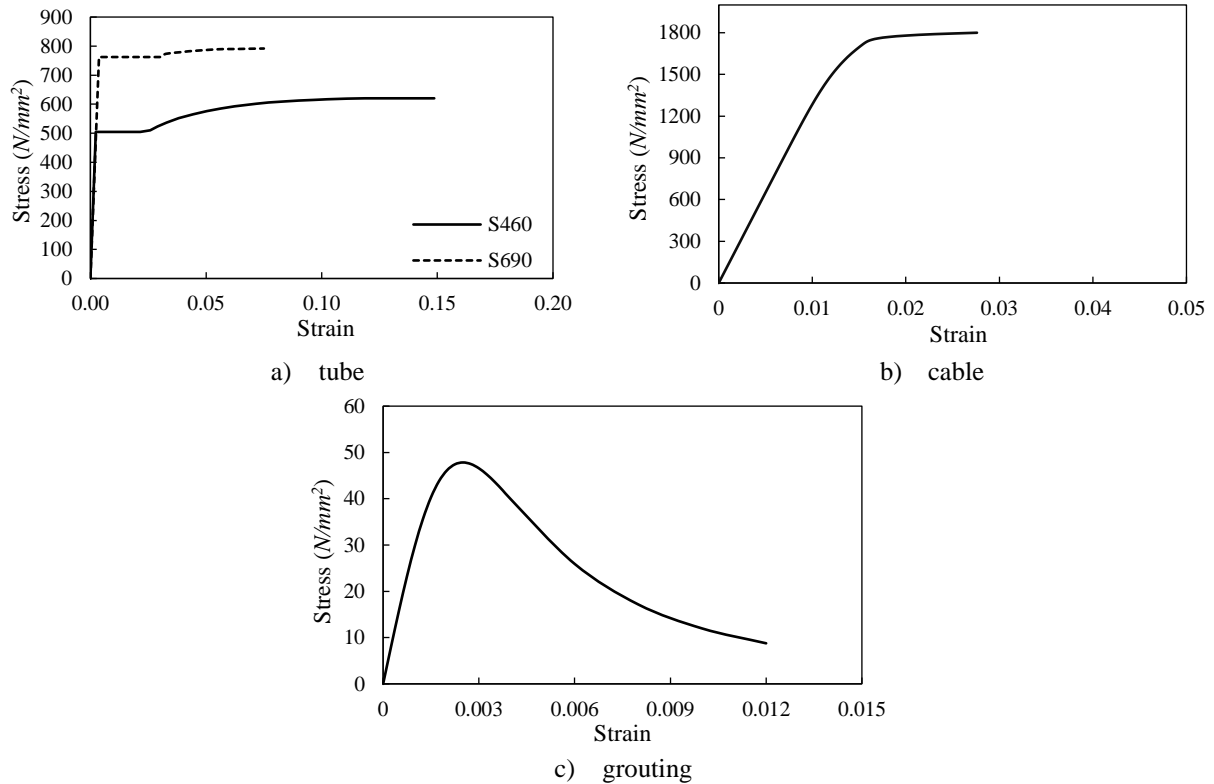 900
800
700
600
500
400
300
200
100
0
Stress (N/mm²)
0.00 0.05 0.10 0.15 0.20
Strain
S460
S690
a) tube
1800
1500
1200
900
600
300
0
Stress (N/mm²)
0 0.01 0.02 0.03 0.04 0.05
Strain
b) cable
60
50
40
30
20
10
0
Stress (N/mm²)
0 0.003 0.006 0.009 0.012 0.015
Strain
c) grouting